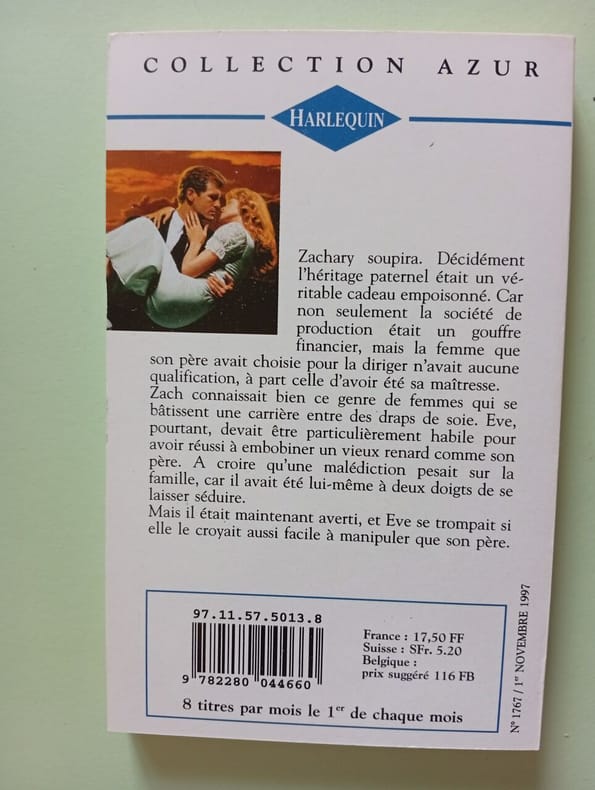 COLLECTION AZUR
HARLEQUIN
Zachary soupira. Décidément
l'héritage paternel était un vé-
ritable cadeau empoisonné. Car
non seulement la société de
production était un gouffre
financier, mais la femme que
son père avait choisie pour la diriger n'avait aucune
qualification, à part celle d'avoir été sa maîtresse.
Zach connaissait bien ce genre de femmes qui se
bâtissent une carrière entre des draps de soie. Eve,
pourtant, devait être particulièrement habile pour
avoir réussi à embobiner un vieux renard comme son
père. A croire qu'une malédiction pesait sur la
famille, car il avait été lui-même à deux doigts de se
laisser séduire.
Mais il était maintenant averti, et Eve se trompait si
elle le croyait aussi facile à manipuler que son père.
97.11.57.5013.8
9 782280 044660
France : 17,50 FF
Suisse : SFr. 5.20
Belgique :
prix suggéré 116 FB
8 titres par mois le 1er de chaque mois
N° 1767 / 1er NOVEMBRE 1997